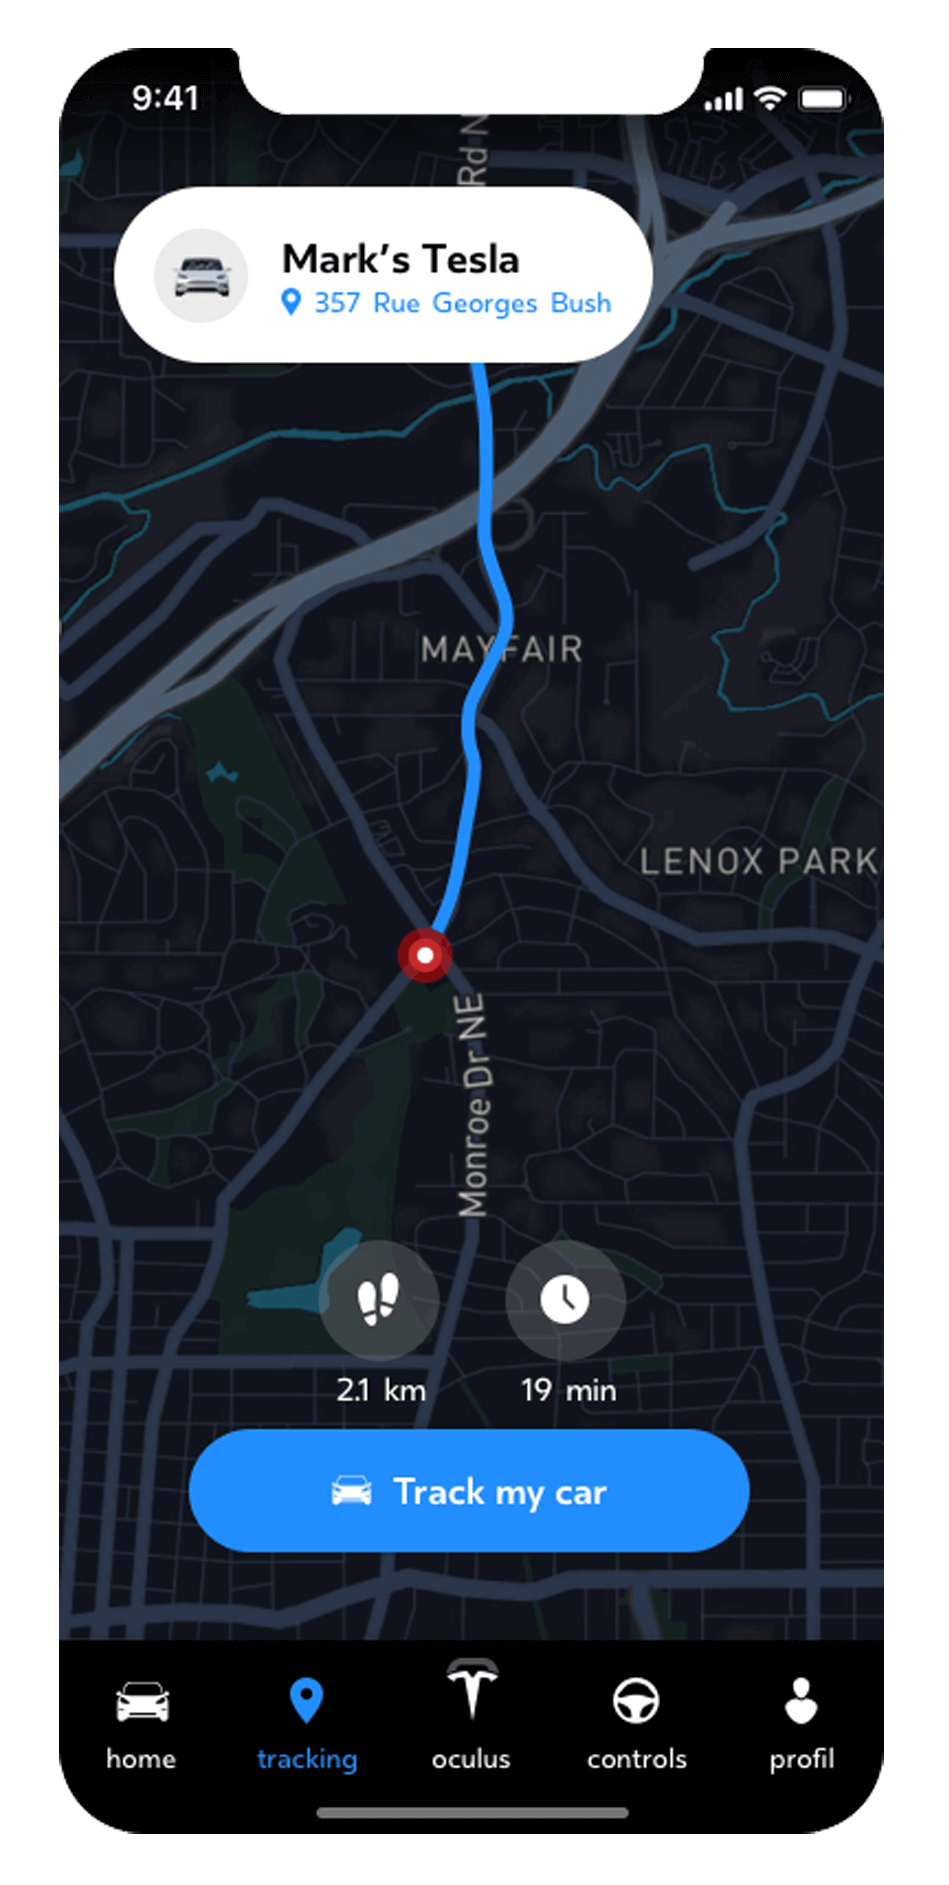 9:41
Rd N
Mark’s Tesla
357 Rue Georges Bush
MAYFAIR
LENOX PARK
Monroe Dr NE
2.1 km
19 min
Track my car
home
tracking
oculus
controls
profil